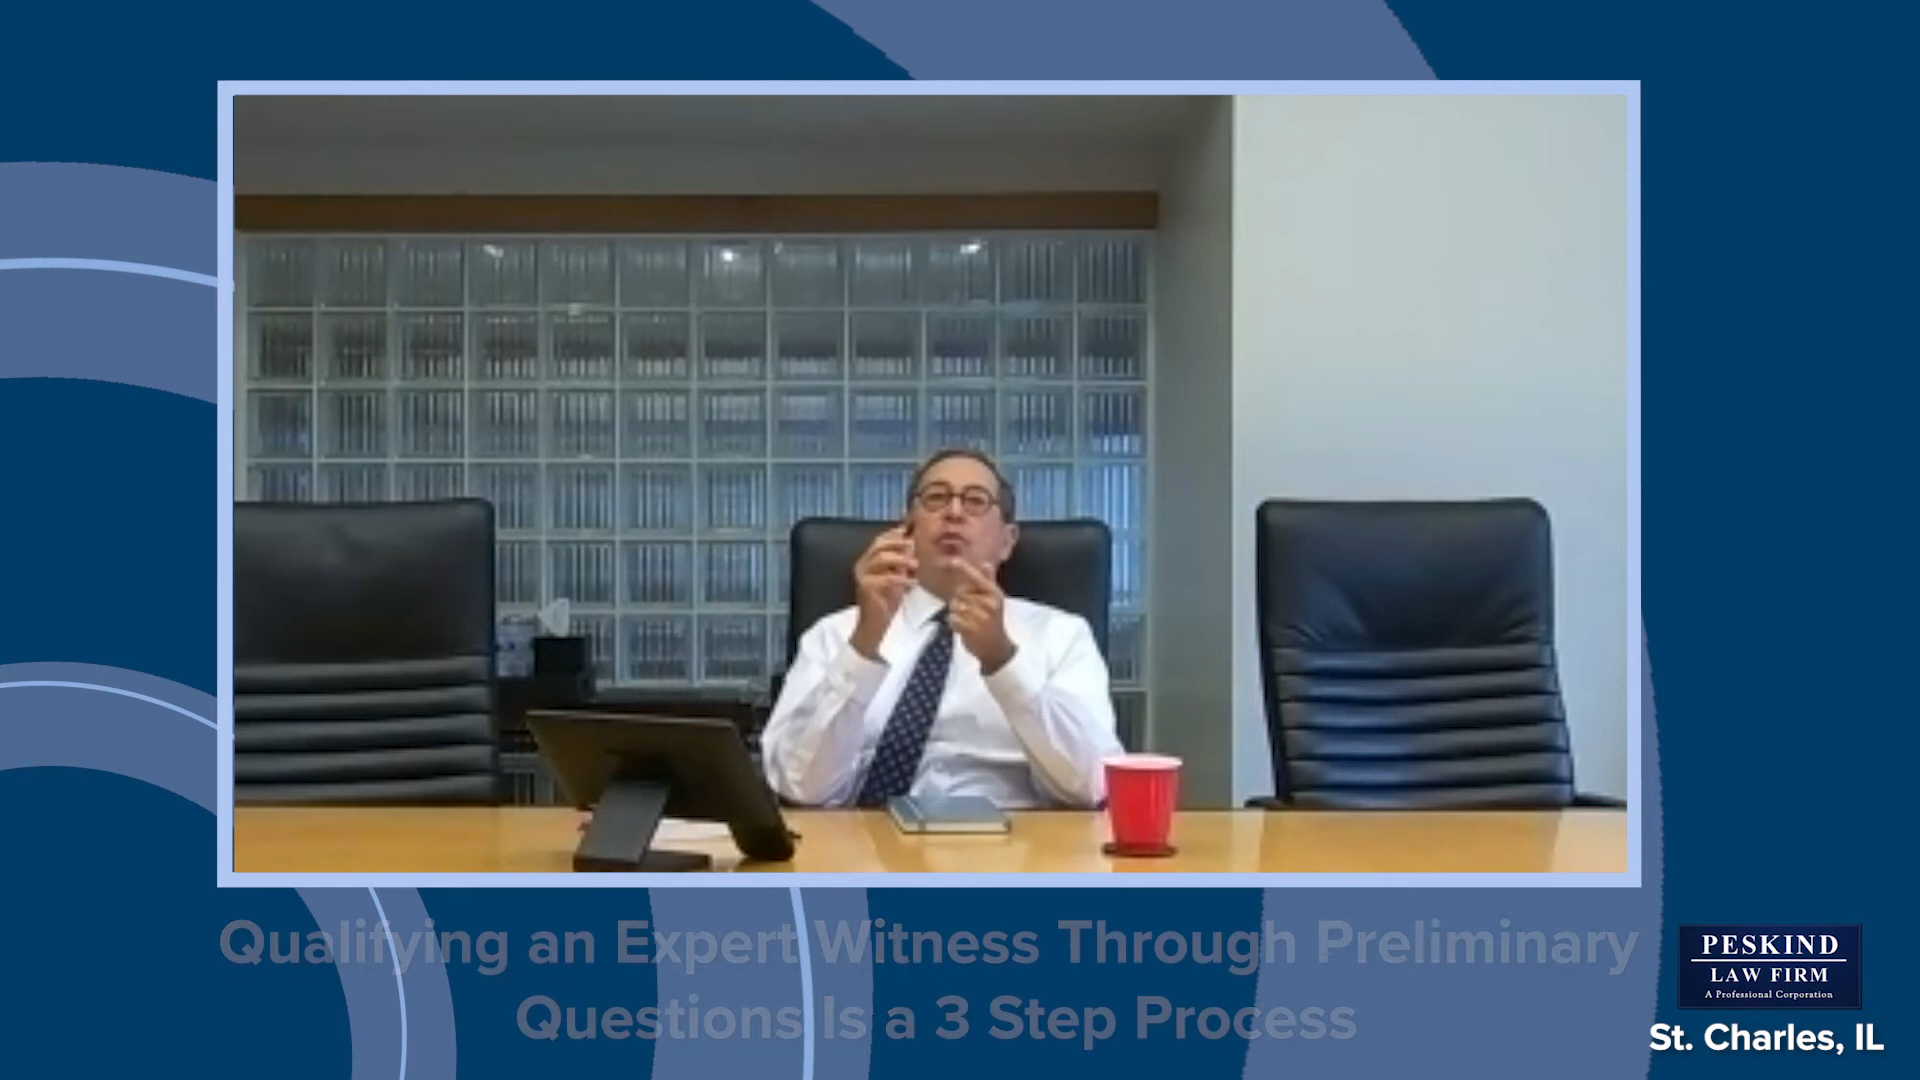 Qualifying an Expert Witness Through Preliminary
Questions Is a 3 Step Process
PESKIND
LAW FIRM
A Professional Corporation
St. Charles, IL